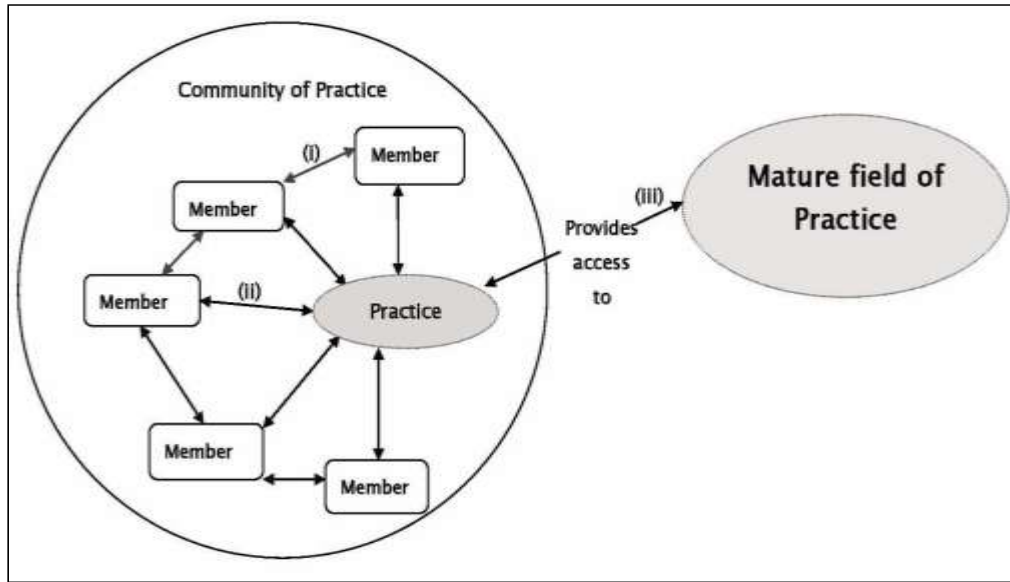 Community of Practice
(i)
Member
Member
Mature field of
Practice
(iii)
Provides
access
to
Member
(ii)
Practice
Member
Member